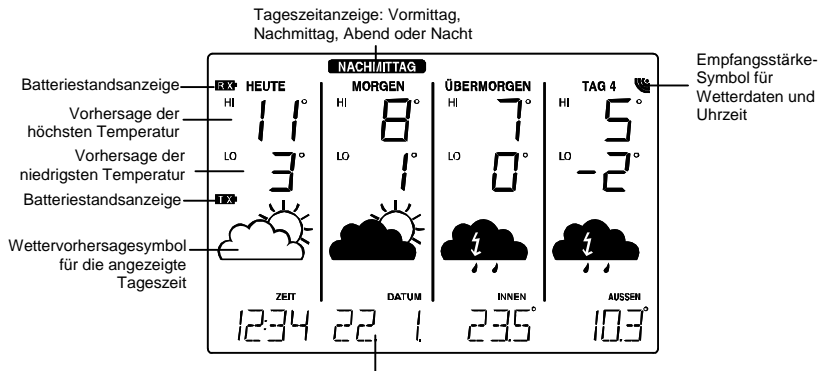 Tageszeitanzeige: Vormittag,
Nachmittag, Abend oder Nacht
NACHMITTAG
Batteriestandsanzeige
RX HEUTE MORGEN ÜBERMORGEN TAG 4
Empfangsstärke-
Symbol für
Wetterdaten und
Uhrzeit
Vorhersage der
höchsten Temperatur
HI 11° HI 8° HI 7° HI 5°
Vorhersage der
niedrigsten Temperatur
LO 3° LO 1° LO 0° LO -2°
Batteriestandsanzeige
TX
Wettervorhersagesymbol
für die angezeigte
Tageszeit
ZEIT DATUM INNEN AUSSEN
12:34 22. 1. 23.5° 10.3°